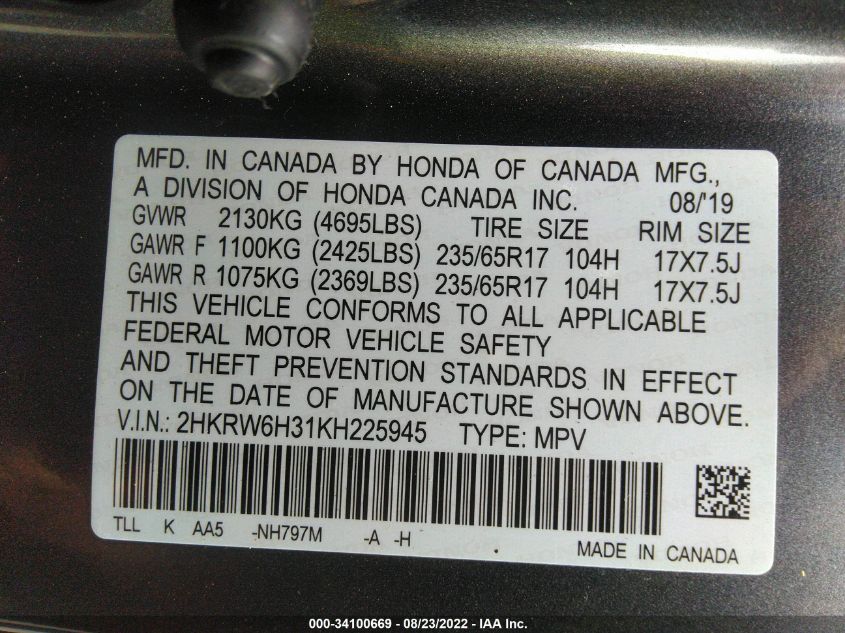 MFD. IN CANADA BY HONDA OF CANADA MFG.,
A DIVISION OF HONDA CANADA INC. 08/'19
GVWR 2130KG (4695LBS) TIRE SIZE RIM SIZE
GAWR F 1100KG (2425LBS) 235/65R17 104H 17X7.5J
GAWR R 1075KG (2369LBS) 235/65R17 104H 17X7.5J
THIS VEHICLE CONFORMS TO ALL APPLICABLE
FEDERAL MOTOR VEHICLE SAFETY
AND THEFT PREVENTION STANDARDS IN EFFECT
ON THE DATE OF MANUFACTURE SHOWN ABOVE.
V.I.N.: 2HKRW6H31KH225945 TYPE: MPV
TLL K AA5 -NH797M -A -H
MADE IN CANADA
000-34100669 - 08/23/2022 - IAA Inc.